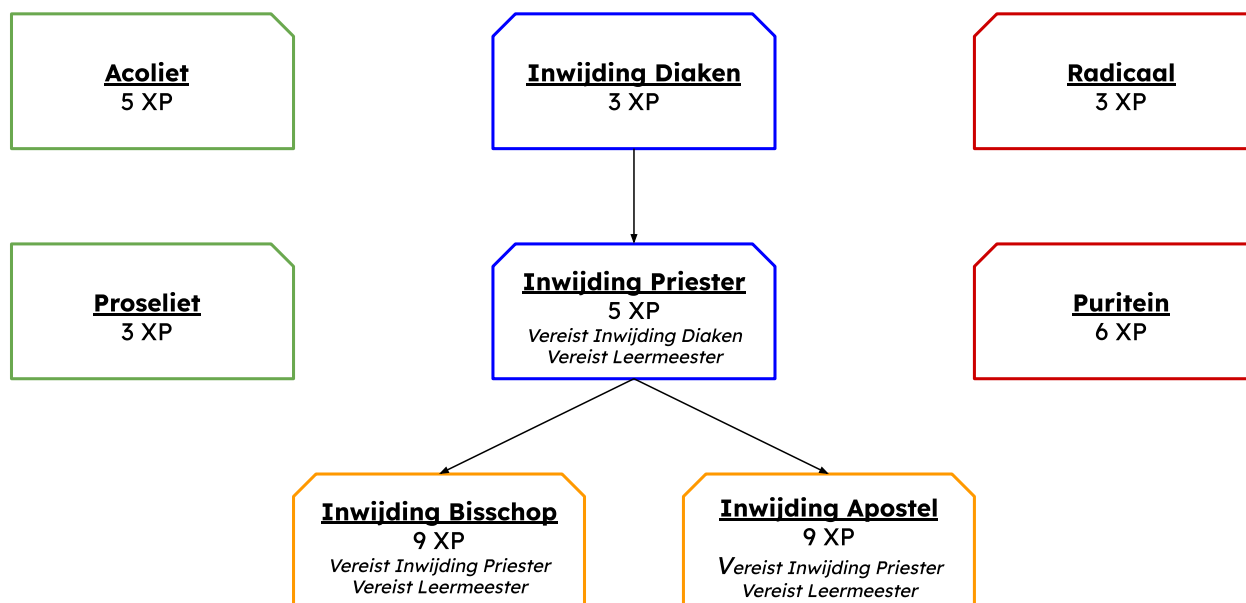 Acoliet
5 XP
Inwijding Diaken
3 XP
Radicaal
3 XP
Proseliet
3 XP
Inwijding Priester
5 XP
Vereist Inwijding Diaken
Vereist Leermeester
Puritein
6 XP
Inwijding Bisschop
9 XP
Vereist Inwijding Priester
Vereist Leermeester
Inwijding Apostel
9 XP
Vereist Inwijding Priester
Vereist Leermeester